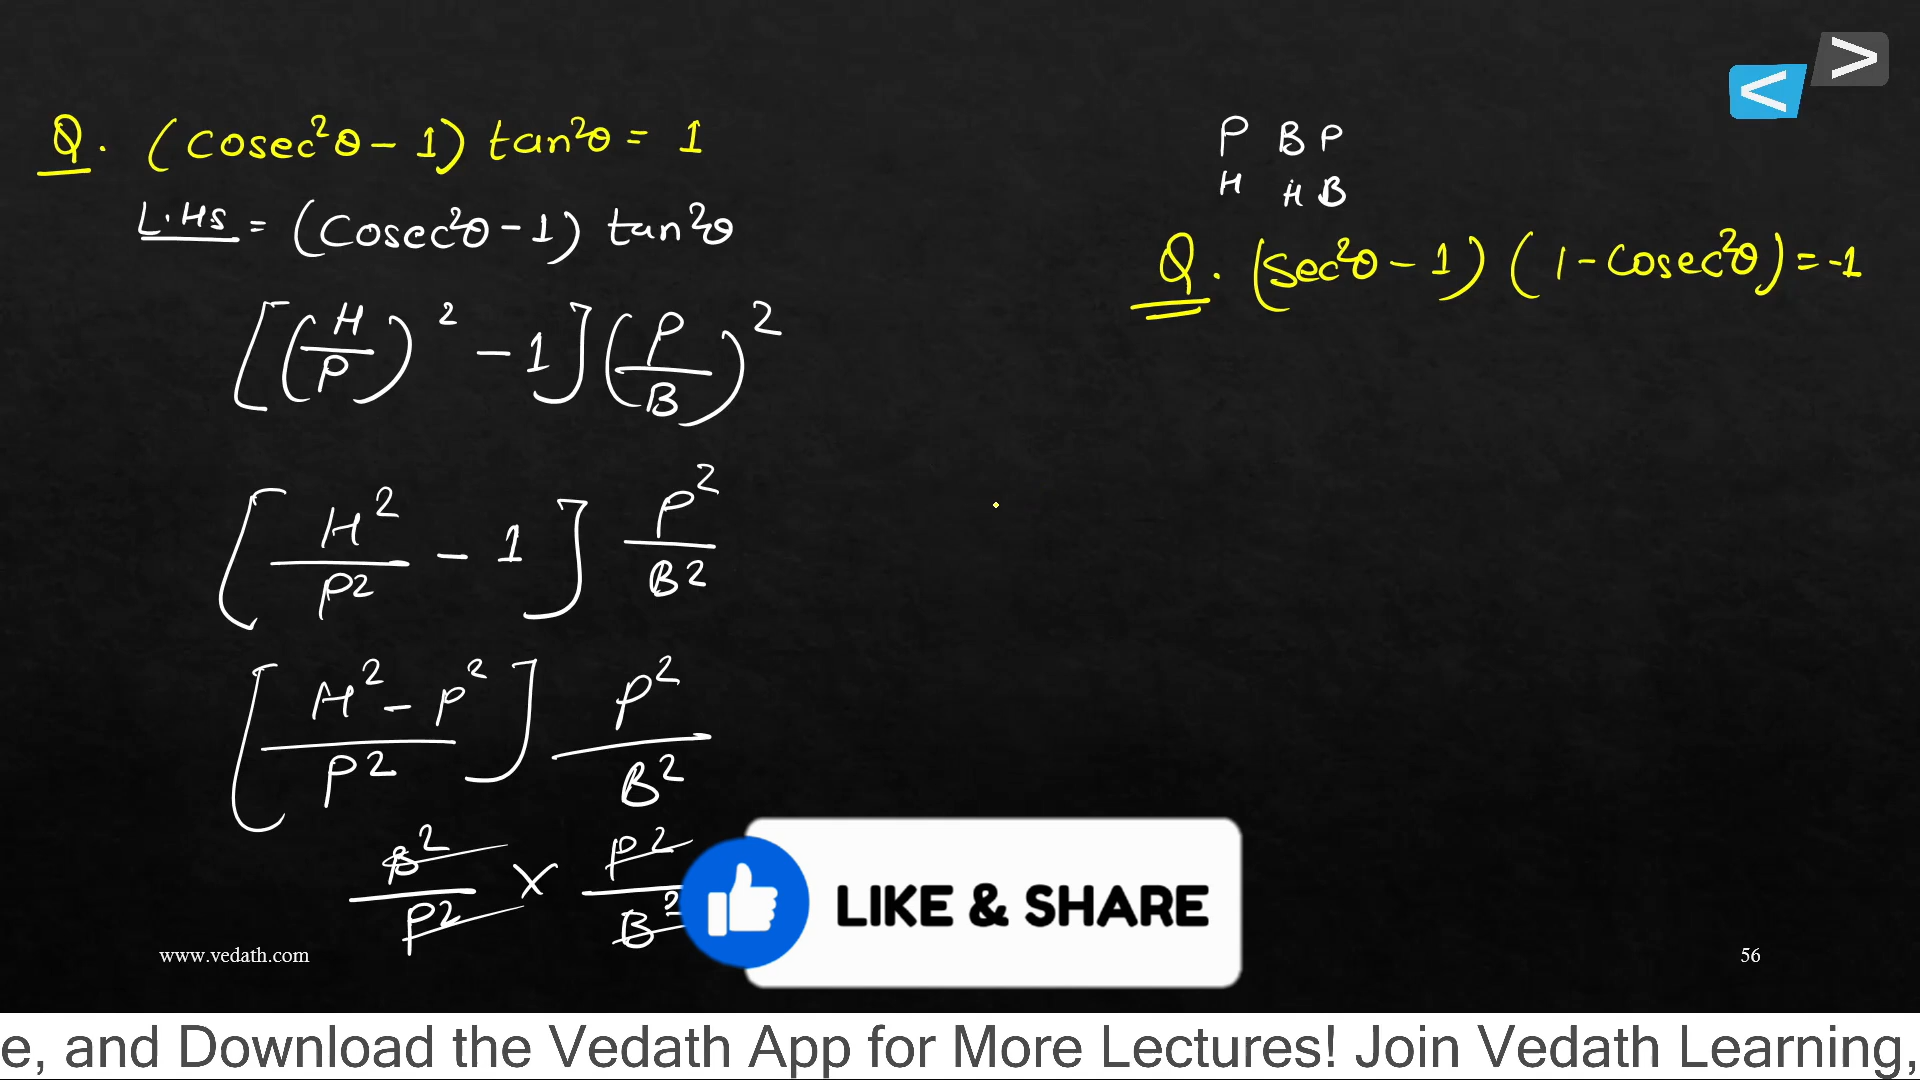 Q. (cosec²θ - 1) tan²θ = 1
L.HS = (Cosec²θ - 1) tan²θ
[(H/P)² - 1] (P/B)²
[H²/P² - 1] P²/B²
[H² - P²/P²] P²/B²
B²/P² × P²/B²
P B P
H H B
Q. (sec²θ - 1) (1 - cosec²θ) = -1
LIKE & SHARE
www.vedath.com
56
e, and Download the Vedath App for More Lectures! Join Vedath Learning,